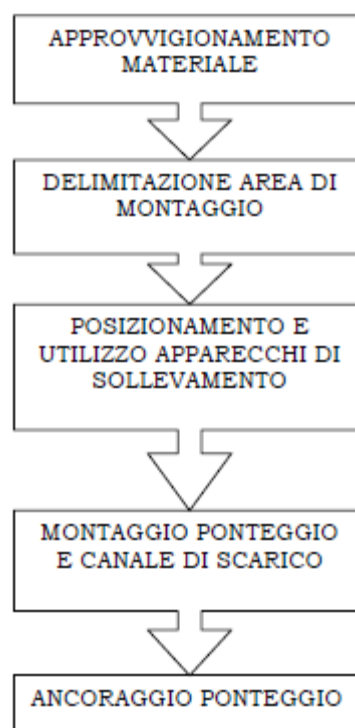 APPROVVIGIONAMENTO
MATERIALE
DELIMITAZIONE AREA DI
MONTAGGIO
POSIZIONAMENTO E
UTILIZZO APPARECCHI DI
SOLLEVAMENTO
MONTAGGIO PONTEGGIO
E CANALE DI SCARICO
ANCORAGGIO PONTEGGIO